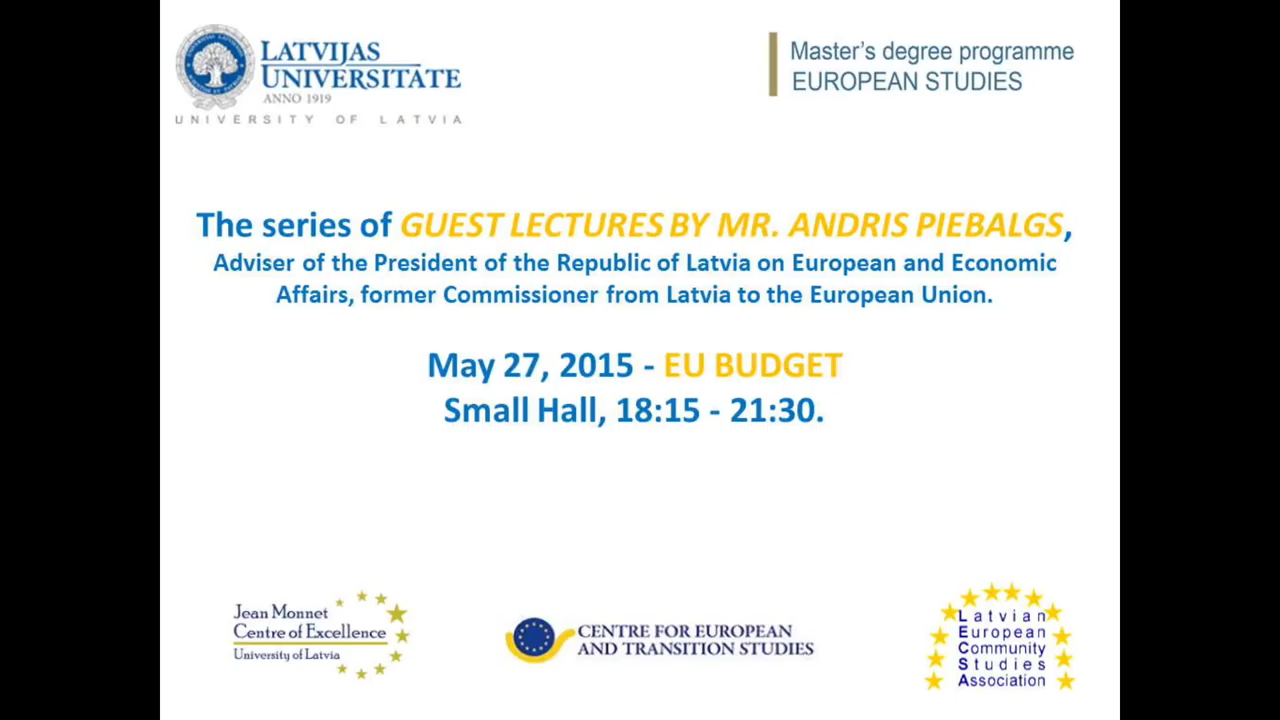 LATVIJAS
UNIVERSITATE
ANNO 1919
UNIVERSITY OF LATVIA
Master's degree programme
EUROPEAN STUDIES
The series of GUEST LECTURES BY MR. ANDRIS PIEBALGS,
Adviser of the President of the Republic of Latvia on European and Economic
Affairs, former Commissioner from Latvia to the European Union.
May 27, 2015 - EU BUDGET
Small Hall, 18:15 - 21:30.
Jean Monnet
Centre of Excellence
University of Latvia
CENTRE FOR EUROPEAN
AND TRANSITION STUDIES
Latvian
European
Community
Studies
Association